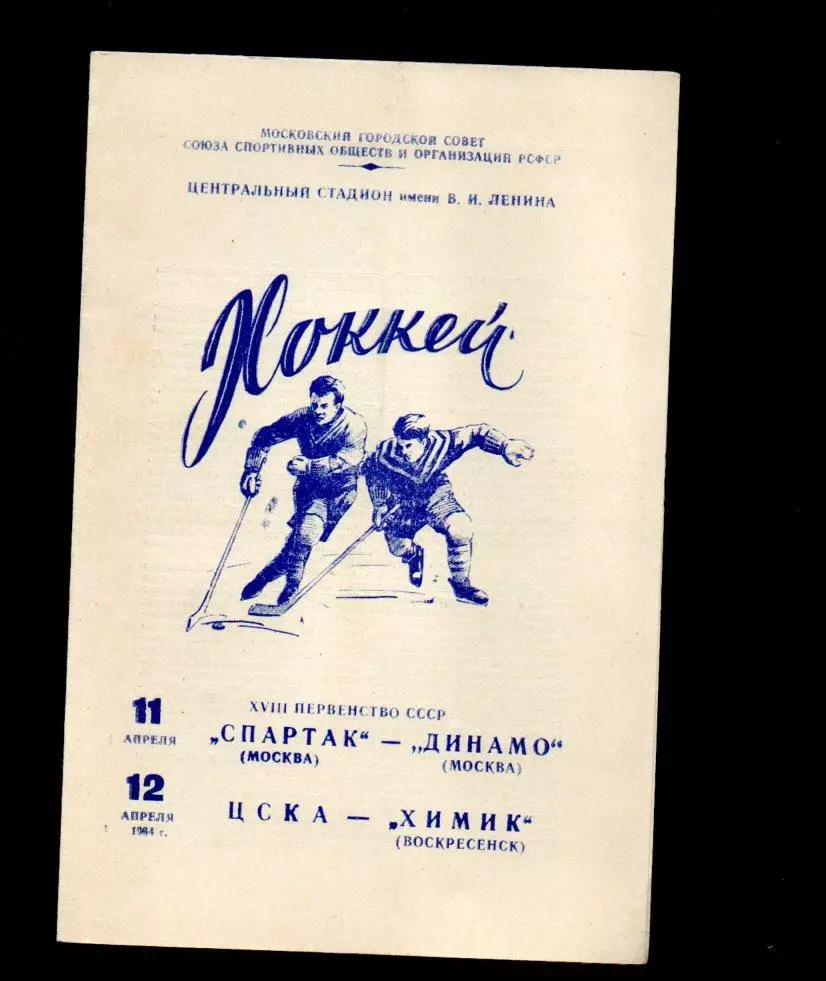 МОСКОВСКИЙ ГОРОДСКОЙ СОВЕТ
СОЮЗА СПОРТИВНЫХ ОБЩЕСТВ И ОРГАНИЗАЦИЙ РСФСР
ЦЕНТРАЛЬНЫЙ СТАДИОН имени В. И. ЛЕНИНА
Хоккей
XVIII ПЕРВЕНСТВО СССР
11 АПРЕЛЯ
„СПАРТАК“ — „ДИНАМО“
(МОСКВА) (МОСКВА)
12 АПРЕЛЯ
1964 г.
ЦСКА — „ХИМИК“
(ВОСКРЕСЕНСК)